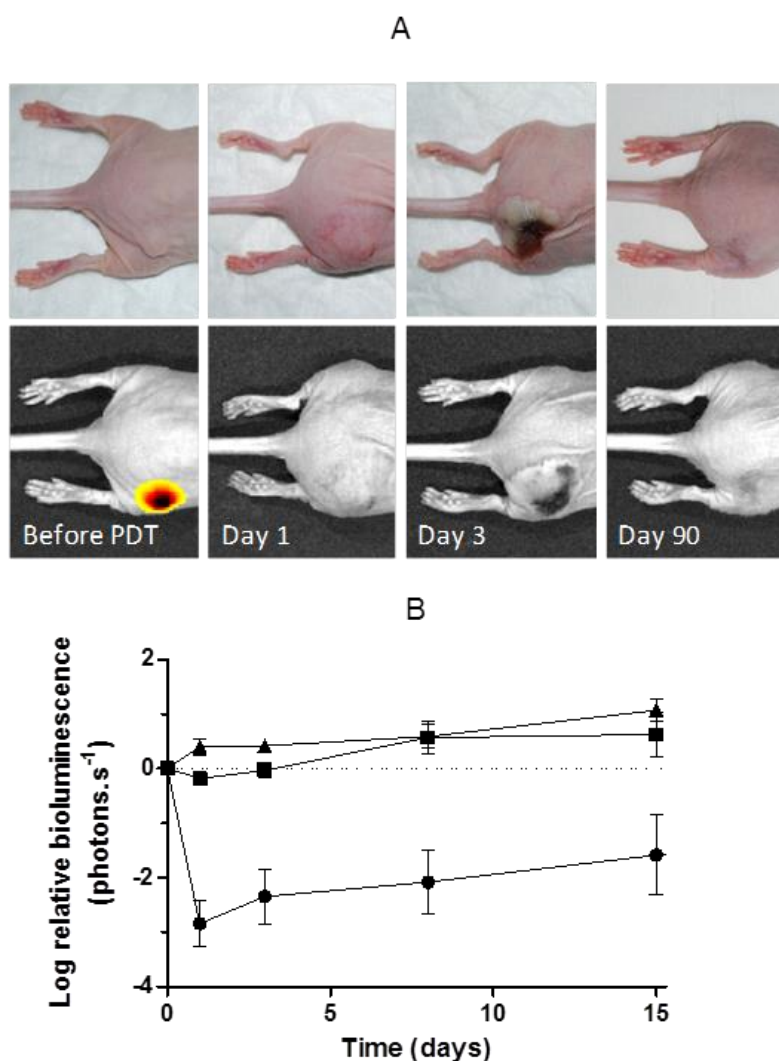 A
Before PDT
Day 1
Day 3
Day 90
B
Log relative bioluminescence
(photons.s-1)
2
0
-2
-4
0
5
10
15
Time (days)